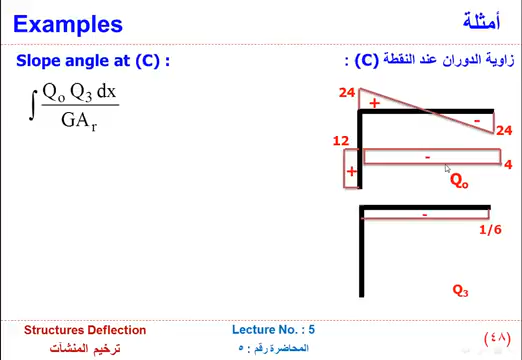 Examples
أمثلة
Slope angle at (C) :
زاوية الدوران عند النقطة (C) :
∫ Qo Q3 dx / GAr
24
+
-
24
12
+
-
4
Qo
-
1/6
Q3
Structures Deflection
Lecture No. : 5
ترخيم المنشآت
المحاضرة رقم : ٥
(٤٨)